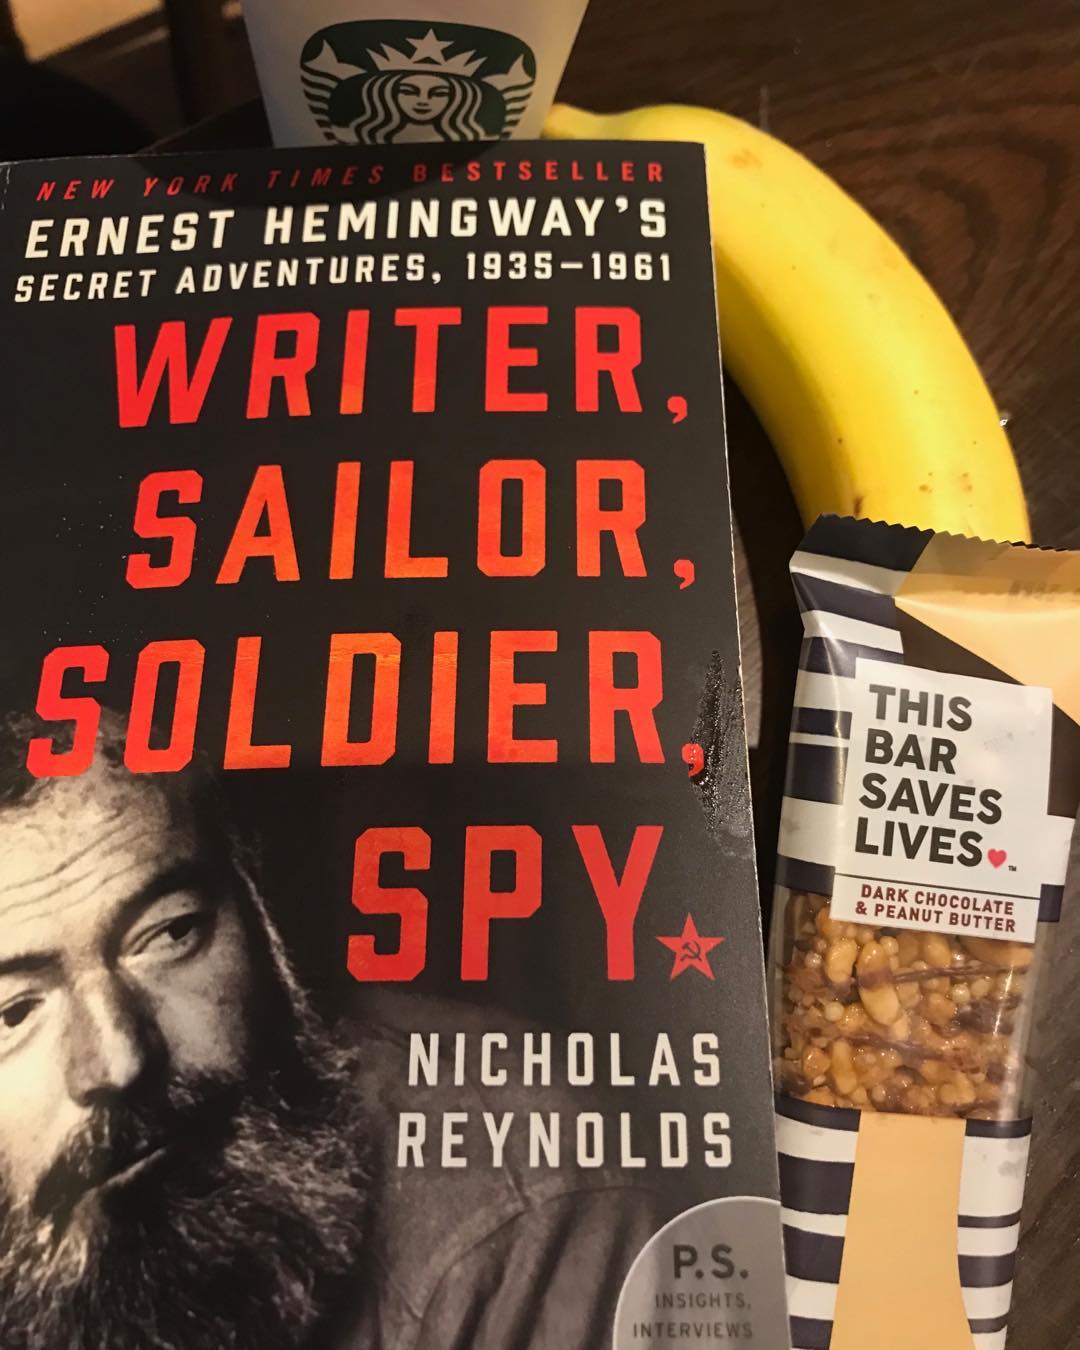 NEW YORK TIMES BESTSELLER
ERNEST HEMINGWAY'S
SECRET ADVENTURES, 1935–1961
WRITER,
SAILOR,
SOLDIER,
SPY.
NICHOLAS
REYNOLDS
P.S.
INSIGHTS,
INTERVIEWS
THIS
BAR
SAVES
LIVES.™
DARK CHOCOLATE
& PEANUT BUTTER